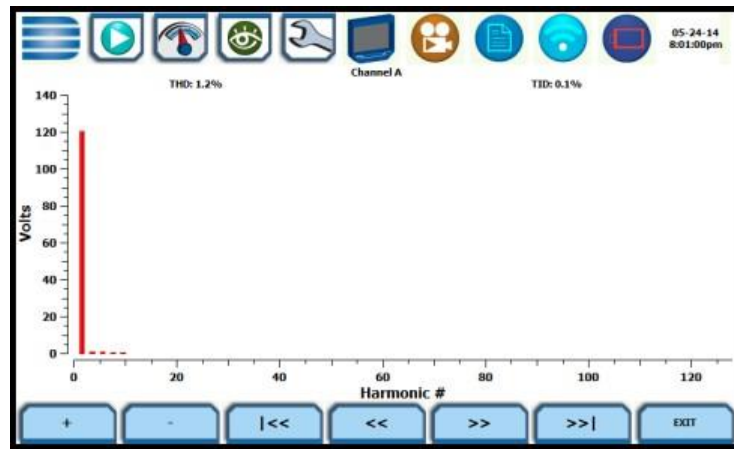 05-24-14
8:01:00pm
Channel A
THD: 1.2%
TID: 0.1%
140
120
100
80
60
40
20
0
Volts
0 20 40 60 80 100 120
Harmonic #
+ - |<< << >> >>| EXIT